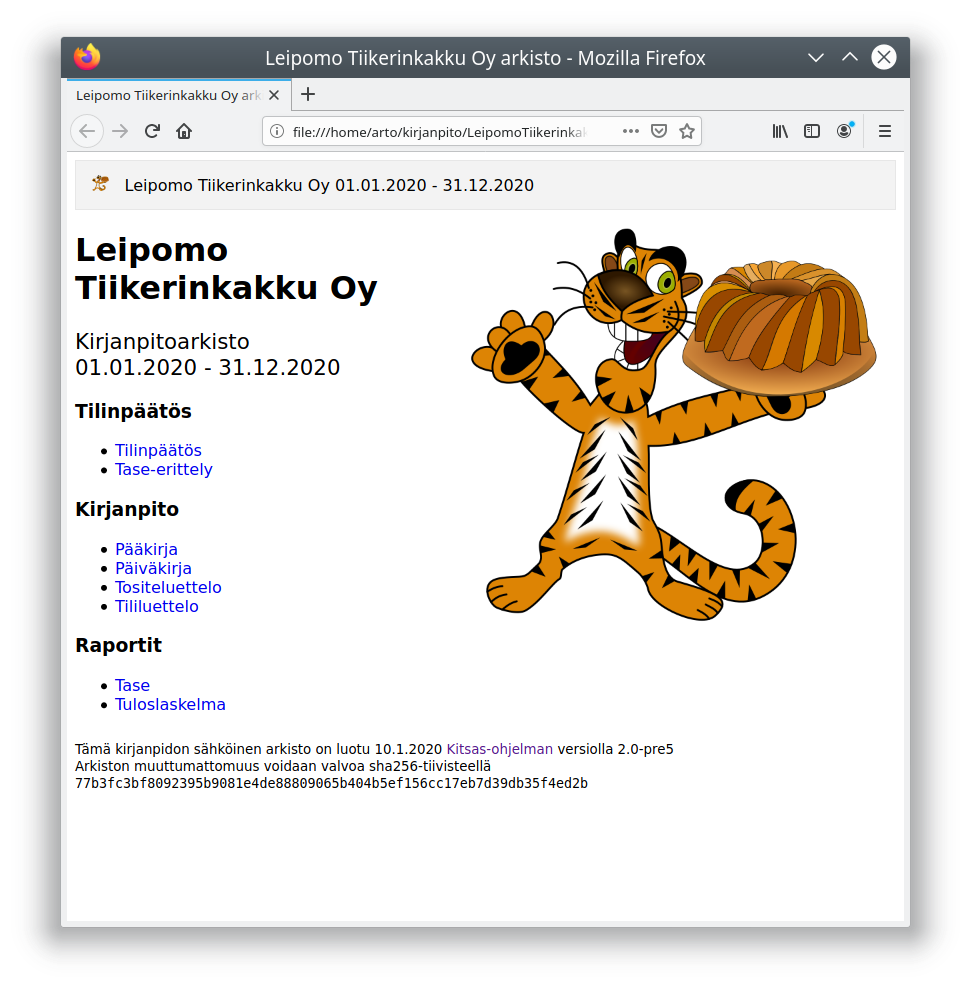 Leipomo Tiikerinkakku Oy arkisto - Mozilla Firefox
Leipomo Tiikerinkakku Oy ark
file:///home/arto/kirjanpito/LeipomoTiikerinkak
Leipomo Tiikerinkakku Oy 01.01.2020 - 31.12.2020
Leipomo
Tiikerinkakku Oy
Kirjanpitoarkisto
01.01.2020 - 31.12.2020
Tilinpäätös
Tilinpäätös
Tase-erittely
Kirjanpito
Pääkirja
Päiväkirja
Tositeluettelo
Tililuettelo
Raportit
Tase
Tuloslaskelma
Tämä kirjanpidon sähköinen arkisto on luotu 10.1.2020 Kitsas-ohjelman versiolla 2.0-pre5
Arkiston muuttumattomuus voidaan valvoa sha256-tiivisteellä
77b3fc3bf8092395b9081e4de88809065b404b5ef156cc17eb7d39db35f4ed2b